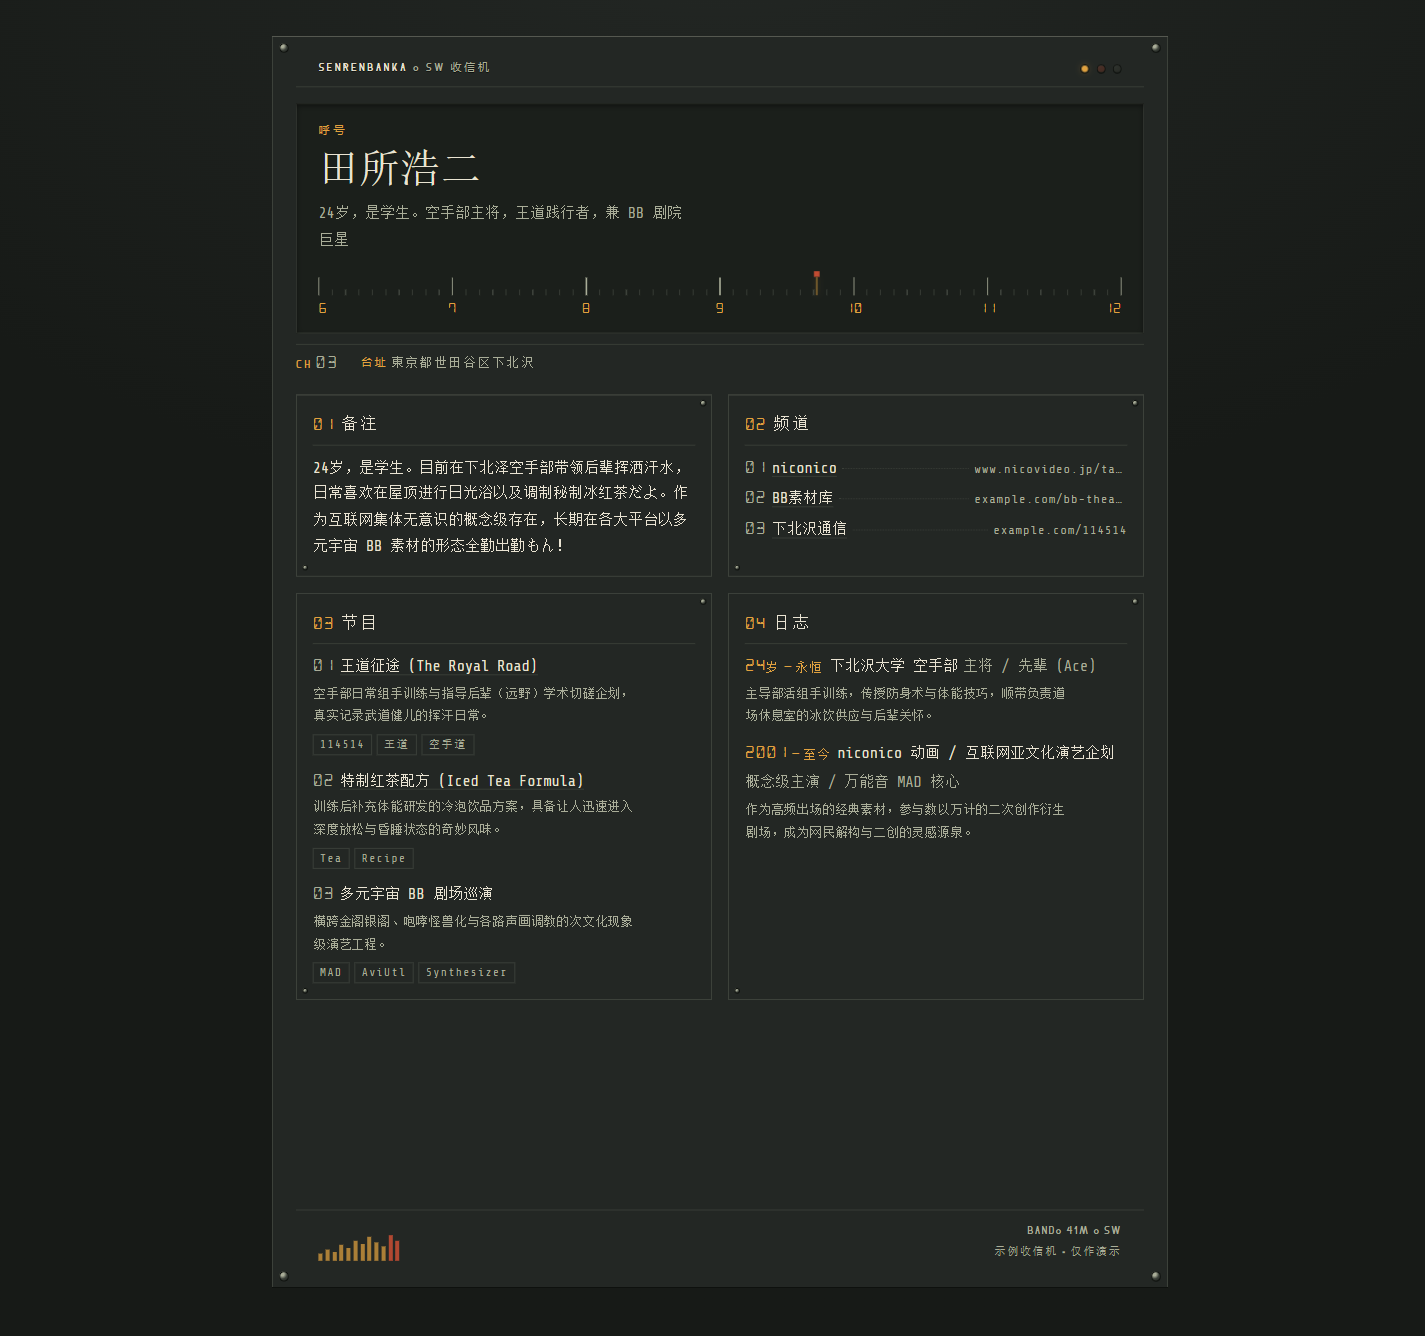 SENRENBANKA o SW 收信机
呼号
田所浩二
24岁，是学生。空手部主将，王道践行者，兼 BB 剧院
巨星
6 7 8 9 10 11 12
CH 03 台址 東京都世田谷区下北沢
01 备注
24岁，是学生。目前在下北泽空手部带领后辈挥洒汗水，
日常喜欢在屋顶进行日光浴以及调制秘制冰红茶だよ。作
为互联网集体无意识的概念级存在，长期在各大平台以多
元宇宙 BB 素材的形态全勤出勤もん！
02 频道
01 niconico www.nicovideo.jp/ta…
02 BB素材库 example.com/bb-thea…
03 下北沢通信 example.com/114514
03 节目
01 王道征途 (The Royal Road)
空手部日常组手训练与指导后辈（远野）学术切磋企划，
真实记录武道健儿的挥汗日常。
114514 王道 空手道
02 特制红茶配方 (Iced Tea Formula)
训练后补充体能研发的冷泡饮品方案，具备让人迅速进入
深度放松与昏睡状态的奇妙风味。
Tea Recipe
03 多元宇宙 BB 剧场巡演
横跨金阁银阁、咆哮怪兽化与各路声画调教的次文化现象
级演艺工程。
MAD AviUtl Synthesizer
04 日志
24岁 — 永恒 下北沢大学 空手部 主将 / 先輩 (Ace)
主导部活组手训练，传授防身术与体能技巧，顺带负责道
场休息室的冰饮供应与后辈关怀。
2001 — 至今 niconico 动画 / 互联网亚文化演艺企划
概念级主演 / 万能音 MAD 核心
作为高频出场的经典素材，参与数以万计的二次创作衍生
剧场，成为网民解构与二创的灵感源泉。
BANDo 41M o SW
示例收信机 · 仅作演示